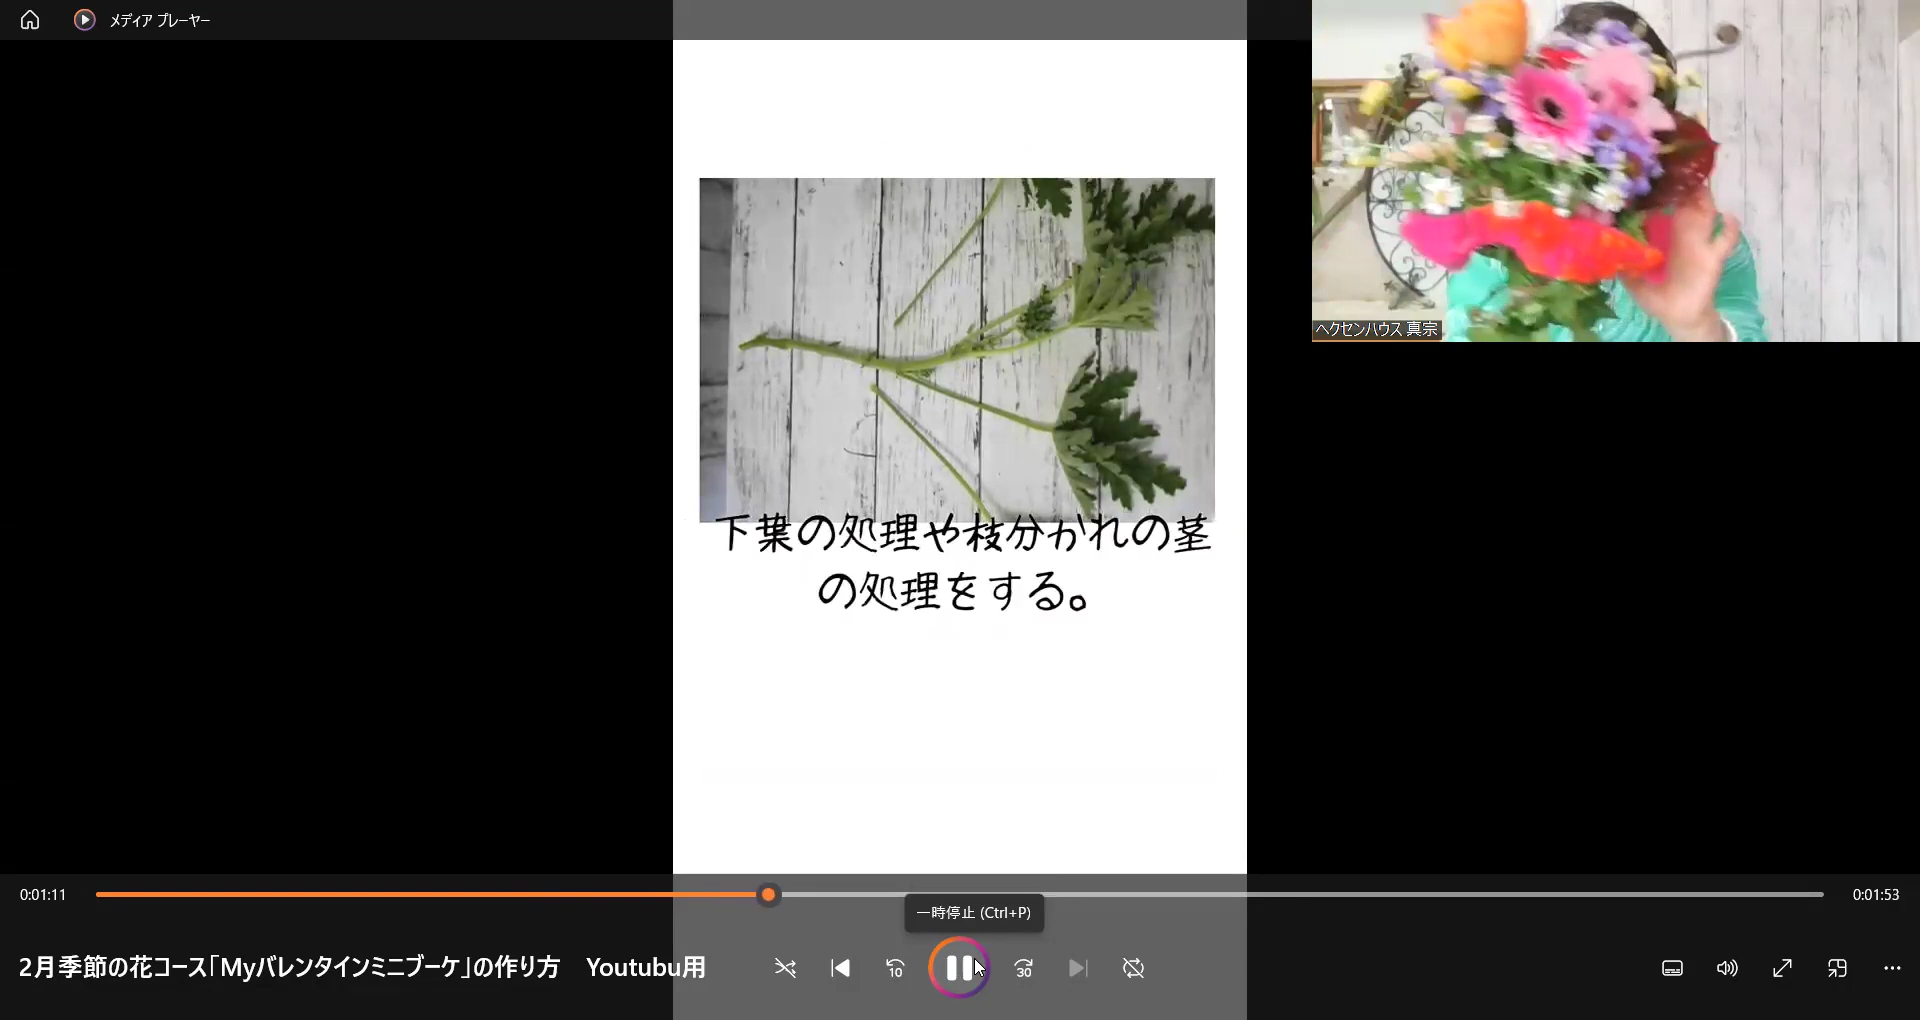 メディア プレーヤー
ヘクセンハウス 真宗
下葉の処理や枝分かれの茎
の処理をする。
0:01:11
0:01:53
一時停止 (Ctrl+P)
2月季節の花コース「Myバレンタインミニブーケ」の作り方　Youtubu用
10
30